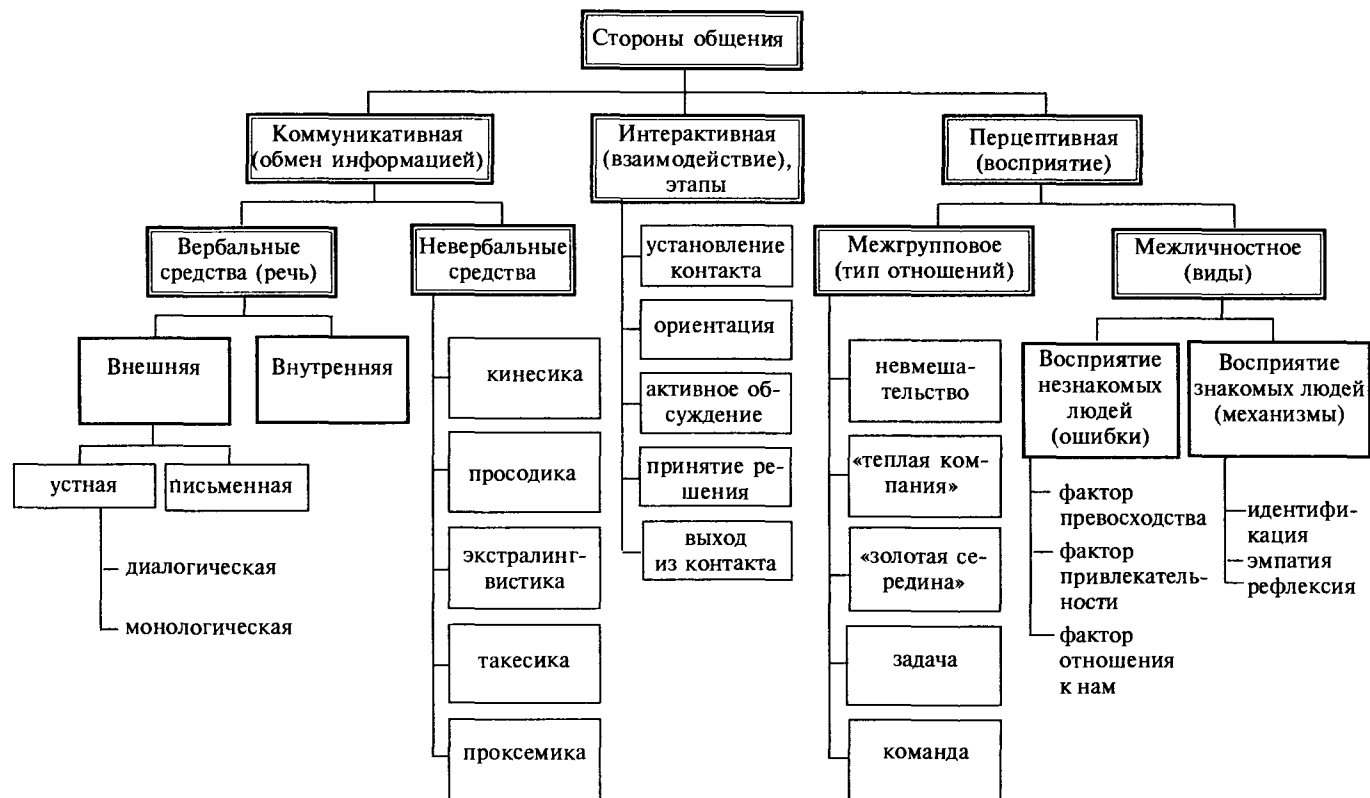 Стороны общения
Коммуникативная
(обмен информацией)
Интерактивная
(взаимодействие),
этапы
Перцептивная
(восприятие)
Вербальные
средства (речь)
Невербальные
средства
Межгрупповое
(тип отношений)
Межличностное
(виды)
Внешняя
Внутренняя
устная
письменная
диалогическая
монологическая
кинесика
просодика
экстралинг-
вистика
такесика
проксемика
установление
контакта
ориентация
активное об-
суждение
принятие ре-
шения
выход
из контакта
невмеша-
тельство
«теплая ком-
пания»
«золотая се-
редина»
задача
команда
Восприятие
незнакомых
людей
(ошибки)
фактор
превосходства
фактор
привлекатель-
ности
фактор
отношения
к нам
Восприятие
знакомых людей
(механизмы)
идентифи-
кация
эмпатия
рефлексия